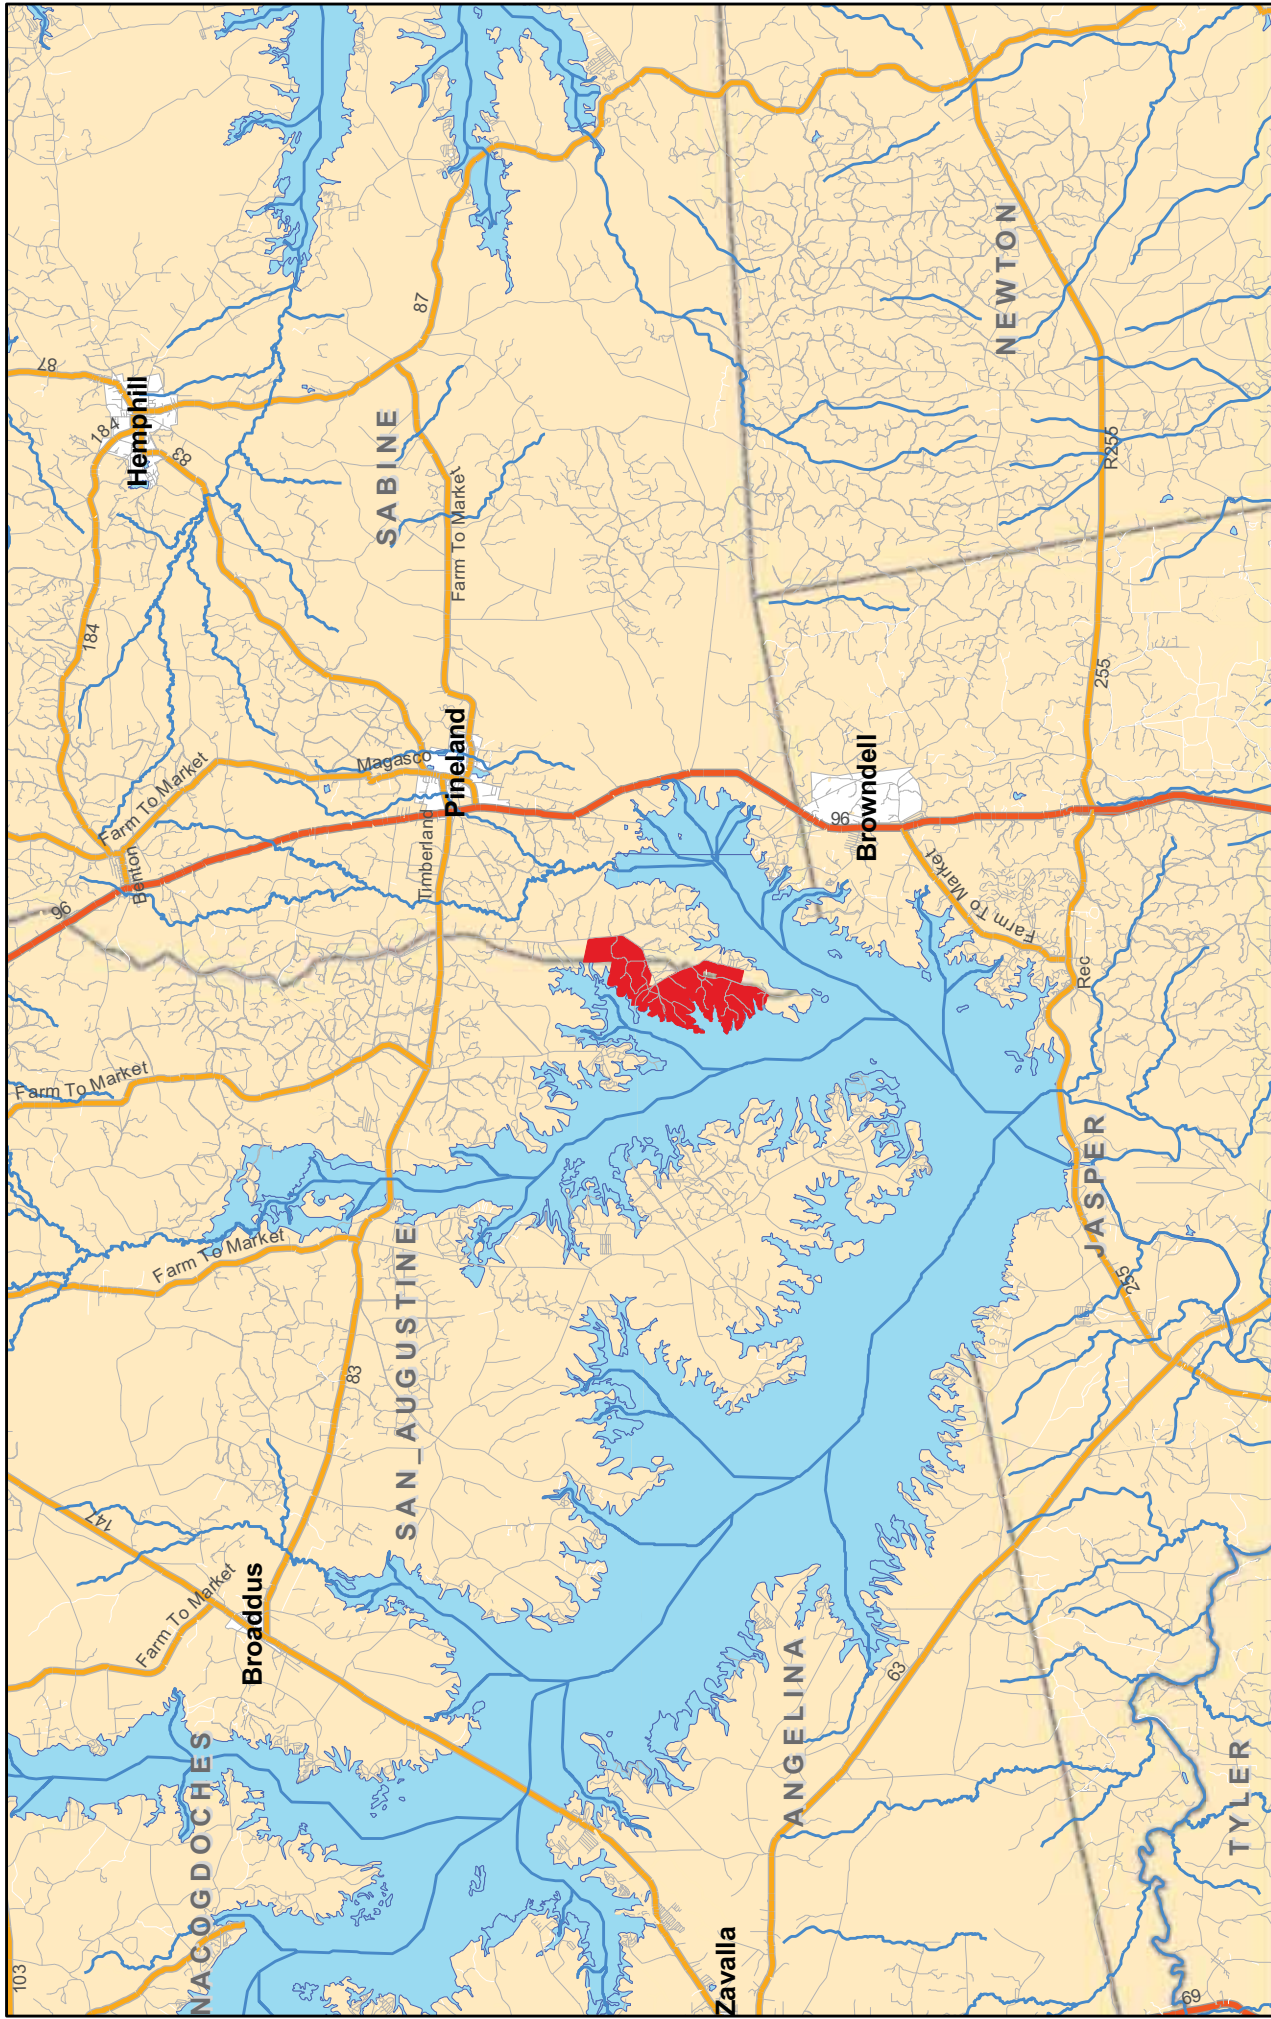 103
NACOGDOCHES
Farm To Market
147
Broaddus
Farm To Market
83
SAN_AUGUSTINE
Farm To Market
96
Benton
Farm To Market
184
184
Hemphill
87
83
Magasco
Timberland
Pineland
Farm To Market
SABINE
87
Zavalla
ANGELINA
63
96
Browndell
Farm To Market
NEWTON
69
TYLER
255
JASPER
Rec
255
R255